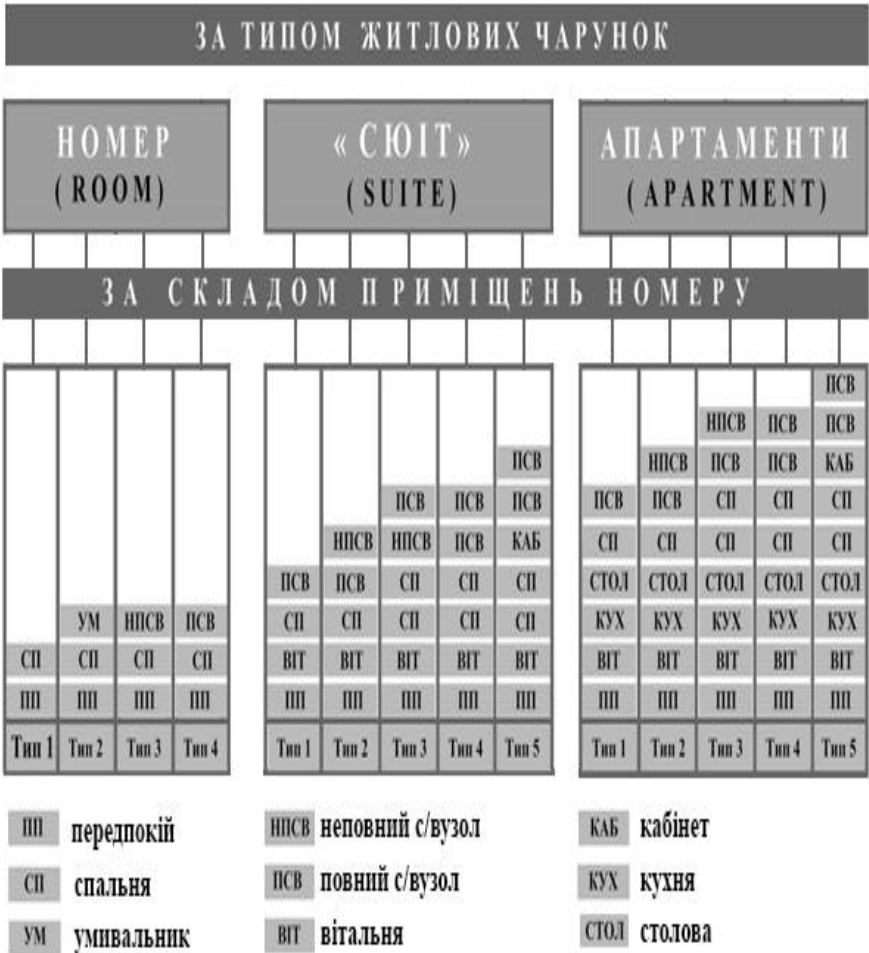 ЗА ТИПОМ ЖИТЛОВИХ ЧАРУНОК
НОМЕР
(ROOM)
« СЮІТ»
(SUITE)
АПАРТАМЕНТИ
(APARTMENT)
ЗА СКЛАДОМ ПРИМІЩЕНЬ НОМЕРУ
СП
ПП
Тип 1
УМ
СП
ПП
Тип 2
НПСВ
СП
ПП
Тип 3
ПСВ
СП
ПП
Тип 4
ПСВ
СП
ВІТ
ПП
Тип 1
НПСВ
ПСВ
СП
ВІТ
ПП
Тип 2
ПСВ
НПСВ
СП
СП
ВІТ
ПП
Тип 3
ПСВ
ПСВ
СП
СП
ВІТ
ПП
Тип 4
ПСВ
ПСВ
КАБ
СП
СП
ВІТ
ПП
Тип 5
ПСВ
СП
СТОЛ
КУХ
ВІТ
ПП
Тип 1
НПСВ
ПСВ
СП
СТОЛ
КУХ
ВІТ
ПП
Тип 2
НПСВ
ПСВ
СП
СП
СТОЛ
КУХ
ВІТ
ПП
Тип 3
ПСВ
ПСВ
СП
СП
СТОЛ
КУХ
ВІТ
ПП
Тип 4
ПСВ
ПСВ
КАБ
СП
СП
СТОЛ
КУХ
ВІТ
ПП
Тип 5
ПП передпокій
СП спальня
УМ умивальник
НПСВ неповний с/вузол
ПСВ повний с/вузол
ВІТ вітальня
КАБ кабінет
КУХ кухня
СТОЛ столова